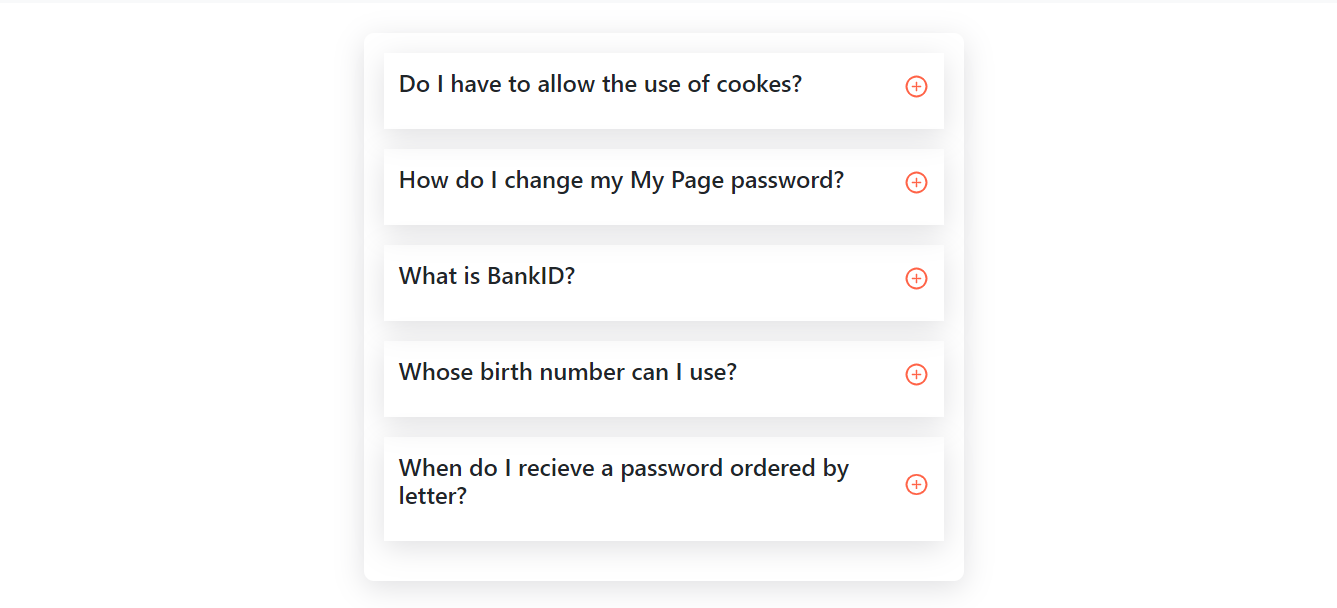 Do I have to allow the use of cookes?
How do I change my My Page password?
What is BankID?
Whose birth number can I use?
When do I recieve a password ordered by
letter?